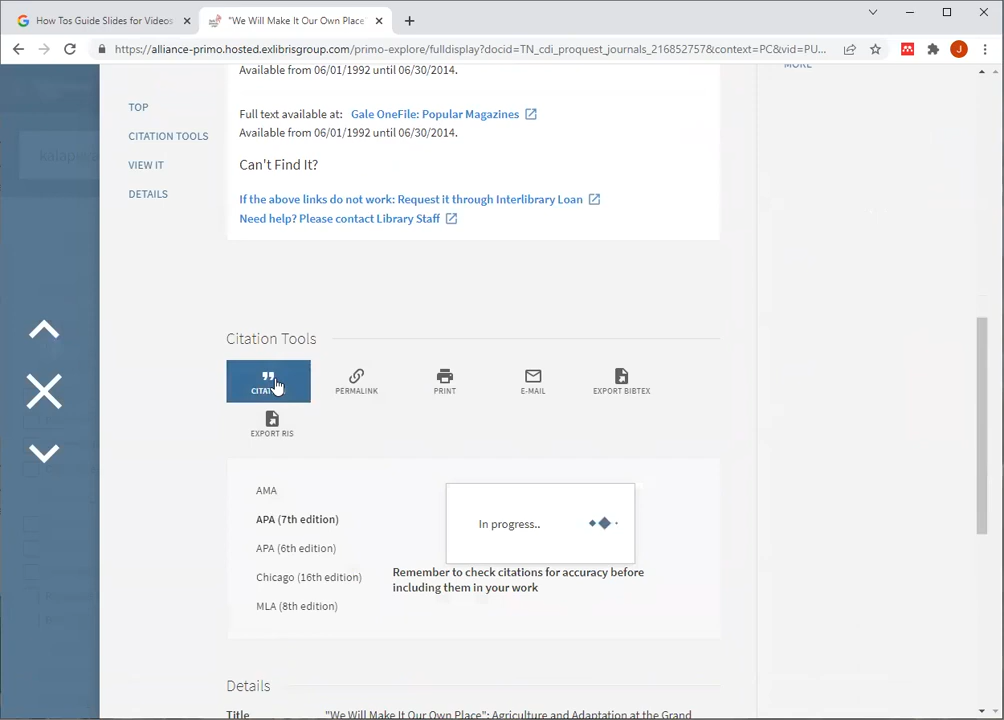 How Tos Guide Slides for Videos
"We Will Make It Our Own Place
https://alliance-primo.hosted.exlibrisgroup.com/primo-explore/fulldisplay?docid=TN_cdi_proquest_journals_216852757&context=PC&vid=PU...
J
MORE
Available from 06/01/1992 until 06/30/2014.
TOP
CITATION TOOLS
VIEW IT
DETAILS
Full text available at: Gale OneFile: Popular Magazines
Available from 06/01/1992 until 06/30/2014.
Can't Find It?
If the above links do not work: Request it through Interlibrary Loan
Need help? Please contact Library Staff
Citation Tools
PERMALINK
PRINT
E-MAIL
EXPORT BIBTEX
EXPORT RIS
AMA
APA (7th edition)
APA (6th edition)
Chicago (16th edition)
MLA (8th edition)
In progress..
Remember to check citations for accuracy before
including them in your work
Details
Title "We Will Make It Our Own Place": Agriculture and Adaptation at the Grand